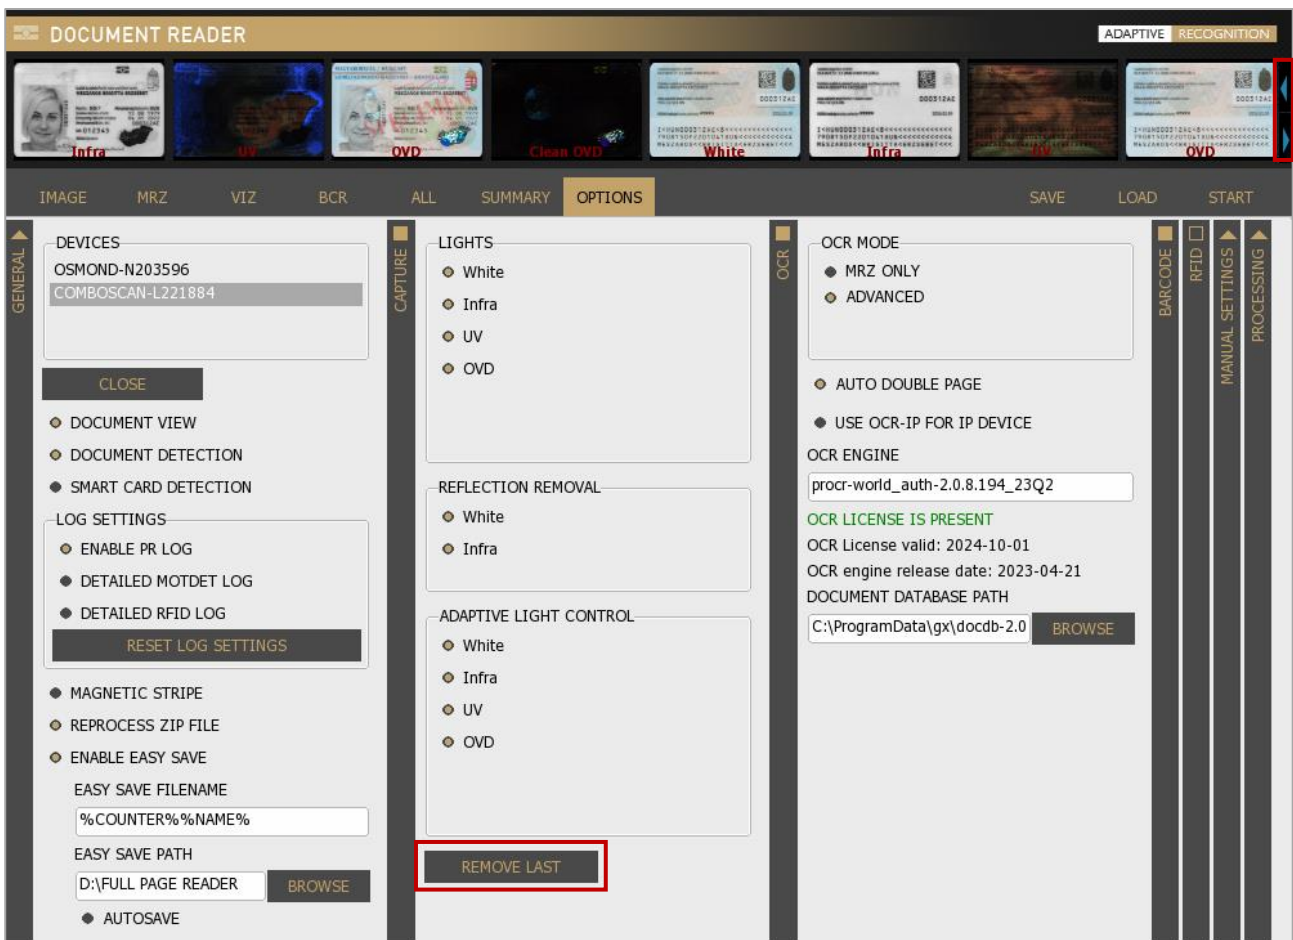 DOCUMENT READER
ADAPTIVE RECOGNITION
Infra
UV
OVD
Clean OVD
White
Infra
UV
OVD
012345
000312AC
000312AC
000312AC
IMAGE MRZ VIZ BCR ALL SUMMARY OPTIONS SAVE LOAD START
GENERAL
DEVICES
OSMOND-N203596
COMBOSCAN-L221884
CLOSE
DOCUMENT VIEW
DOCUMENT DETECTION
SMART CARD DETECTION
LOG SETTINGS
ENABLE PR LOG
DETAILED MOTDET LOG
DETAILED RFID LOG
RESET LOG SETTINGS
MAGNETIC STRIPE
REPROCESS ZIP FILE
ENABLE EASY SAVE
EASY SAVE FILENAME
%COUNTER%%NAME%
EASY SAVE PATH
D:\FULL PAGE READER BROWSE
AUTOSAVE
CAPTURE
LIGHTS
White
Infra
UV
OVD
REFLECTION REMOVAL
White
Infra
ADAPTIVE LIGHT CONTROL
White
Infra
UV
OVD
REMOVE LAST
OCR
OCR MODE
MRZ ONLY
ADVANCED
AUTO DOUBLE PAGE
USE OCR-IP FOR IP DEVICE
OCR ENGINE
procr-world_auth-2.0.8.194_23Q2
OCR LICENSE IS PRESENT
OCR License valid: 2024-10-01
OCR engine release date: 2023-04-21
DOCUMENT DATABASE PATH
C:\ProgramData\gx\docdb-2.0 BROWSE
BARCODE
RFID
MANUAL SETTINGS
PROCESSING